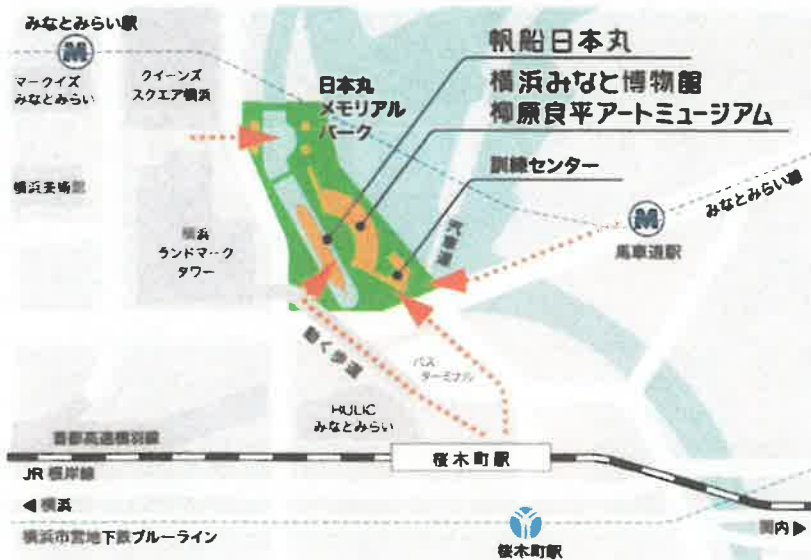 みなとみらい駅
M
マークイズ
みなとみらい
クイーンズ
スクエア横浜
日本丸
メモリアル
パーク
帆船日本丸
横浜みなと博物館
柳原良平アートミュージアム
訓練センター
みなとみらい線
M
馬車道駅
横浜美術館
横浜
ランドマーク
タワー
汽車道
動く歩道
バス
ターミナル
HULIC
みなとみらい
首都高速横羽線
桜木町駅
JR 根岸線
◀ 横浜
関内 ▶
横浜市営地下鉄ブルーライン
桜木町駅